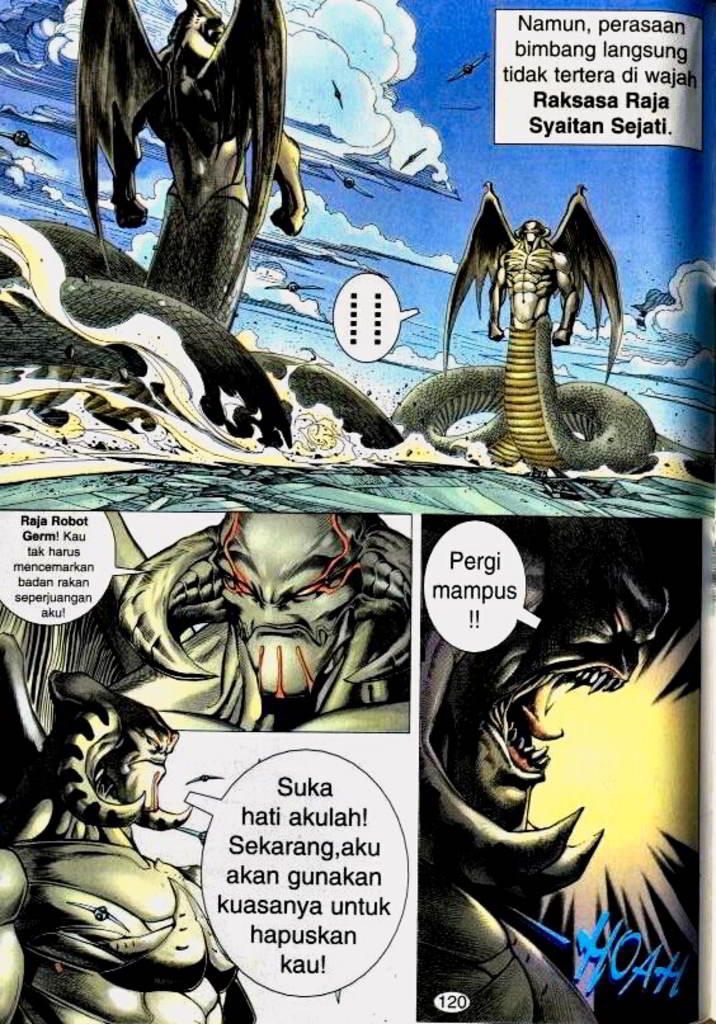 Namun, perasaan
bimbang langsung
tidak tertera di wajah
Raksasa Raja
Syaitan Sejati.
Raja Robot
Germ! Kau
tak harus
mencemarkan
badan rakan
seperjuangan
aku!
Pergi
mampus
!!
Suka
hati akulah!
Sekarang,aku
akan gunakan
kuasanya untuk
hapuskan
kau!
HOAH
120